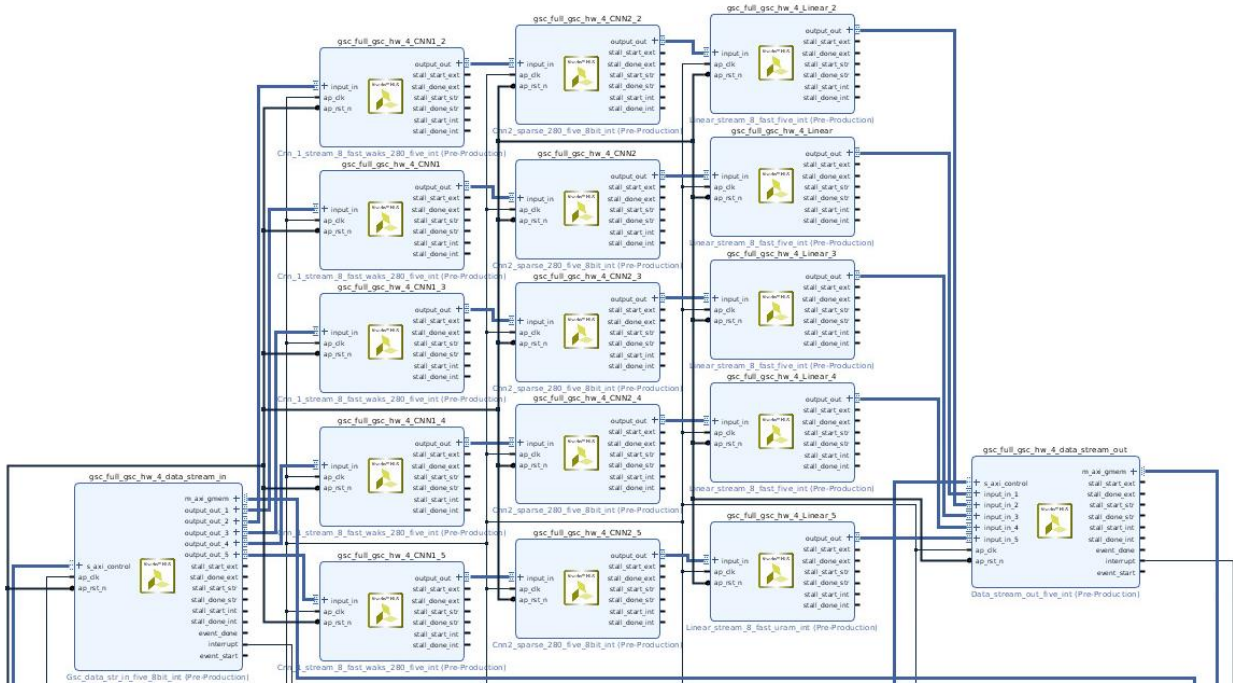 gsc_full_gsc_hw_4_CNN1_2
input_in
ap_clk
ap_rst_n
output_out
stall_start_ext
stall_done_ext
stall_start_str
stall_done_str
stall_start_int
stall_done_int
Cnn_1_stream_8_fast_waks_280_five_int (Pre-Production)
gsc_full_gsc_hw_4_CNN2_2
input_in
ap_clk
ap_rst_n
output_out
stall_start_ext
stall_done_ext
stall_start_str
stall_done_str
stall_start_int
stall_done_int
Cnn2_sparse_280_five_8bit_int (Pre-Production)
gsc_full_gsc_hw_4_Linear_2
input_in
ap_clk
ap_rst_n
output_out
stall_start_ext
stall_done_ext
stall_start_str
stall_done_str
stall_start_int
stall_done_int
Linear_stream_8_fast_five_int (Pre-Production)
gsc_full_gsc_hw_4_CNN1
input_in
ap_clk
ap_rst_n
output_out
stall_start_ext
stall_done_ext
stall_start_str
stall_done_str
stall_start_int
stall_done_int
Cnn_1_stream_8_fast_waks_280_five_int (Pre-Production)
gsc_full_gsc_hw_4_CNN2
input_in
ap_clk
ap_rst_n
output_out
stall_start_ext
stall_done_ext
stall_start_str
stall_done_str
stall_start_int
stall_done_int
Cnn2_sparse_280_five_8bit_int (Pre-Production)
gsc_full_gsc_hw_4_Linear
input_in
ap_clk
ap_rst_n
output_out
stall_start_ext
stall_done_ext
stall_start_str
stall_done_str
stall_start_int
stall_done_int
Linear_stream_8_fast_five_int (Pre-Production)
gsc_full_gsc_hw_4_CNN1_3
input_in
ap_clk
ap_rst_n
output_out
stall_start_ext
stall_done_ext
stall_start_str
stall_done_str
stall_start_int
stall_done_int
Cnn_1_stream_8_fast_waks_280_five_int (Pre-Production)
gsc_full_gsc_hw_4_CNN2_3
input_in
ap_clk
ap_rst_n
output_out
stall_start_ext
stall_done_ext
stall_start_str
stall_done_str
stall_start_int
stall_done_int
Cnn2_sparse_280_five_8bit_int (Pre-Production)
gsc_full_gsc_hw_4_Linear_3
input_in
ap_clk
ap_rst_n
output_out
stall_start_ext
stall_done_ext
stall_start_str
stall_done_str
stall_start_int
stall_done_int
Linear_stream_8_fast_five_int (Pre-Production)
gsc_full_gsc_hw_4_CNN1_4
input_in
ap_clk
ap_rst_n
output_out
stall_start_ext
stall_done_ext
stall_start_str
stall_done_str
stall_start_int
stall_done_int
Cnn_1_stream_8_fast_waks_280_five_int (Pre-Production)
gsc_full_gsc_hw_4_CNN2_4
input_in
ap_clk
ap_rst_n
output_out
stall_start_ext
stall_done_ext
stall_start_str
stall_done_str
stall_start_int
stall_done_int
Cnn2_sparse_280_five_8bit_int (Pre-Production)
gsc_full_gsc_hw_4_Linear_4
input_in
ap_clk
ap_rst_n
output_out
stall_start_ext
stall_done_ext
stall_start_str
stall_done_str
stall_start_int
stall_done_int
Linear_stream_8_fast_five_int (Pre-Production)
gsc_full_gsc_hw_4_data_stream_in
s_axi_control
ap_clk
ap_rst_n
m_axi_gmem
output_out_1
output_out_2
output_out_3
output_out_4
output_out_5
stall_start_ext
stall_done_ext
stall_start_str
stall_done_str
stall_start_int
stall_done_int
event_done
interrupt
event_start
Gsc_data_str_in_five_8bit_int (Pre-Production)
gsc_full_gsc_hw_4_CNN1_5
input_in
ap_clk
ap_rst_n
output_out
stall_start_ext
stall_done_ext
stall_start_str
stall_done_str
stall_start_int
stall_done_int
Cnn_1_stream_8_fast_waks_280_five_int (Pre-Production)
gsc_full_gsc_hw_4_CNN2_5
input_in
ap_clk
ap_rst_n
output_out
stall_start_ext
stall_done_ext
stall_start_str
stall_done_str
stall_start_int
stall_done_int
Cnn2_sparse_280_five_8bit_int (Pre-Production)
gsc_full_gsc_hw_4_Linear_5
input_in
ap_clk
ap_rst_n
output_out
stall_start_ext
stall_done_ext
stall_start_str
stall_done_str
stall_start_int
stall_done_int
Linear_stream_8_fast_uram_int (Pre-Production)
gsc_full_gsc_hw_4_data_stream_out
s_axi_control
input_in_1
input_in_2
input_in_3
input_in_4
input_in_5
ap_clk
ap_rst_n
m_axi_gmem
stall_start_ext
stall_done_ext
stall_start_str
stall_done_str
stall_start_int
stall_done_int
event_done
interrupt
event_start
Data_stream_out_five_int (Pre-Production)